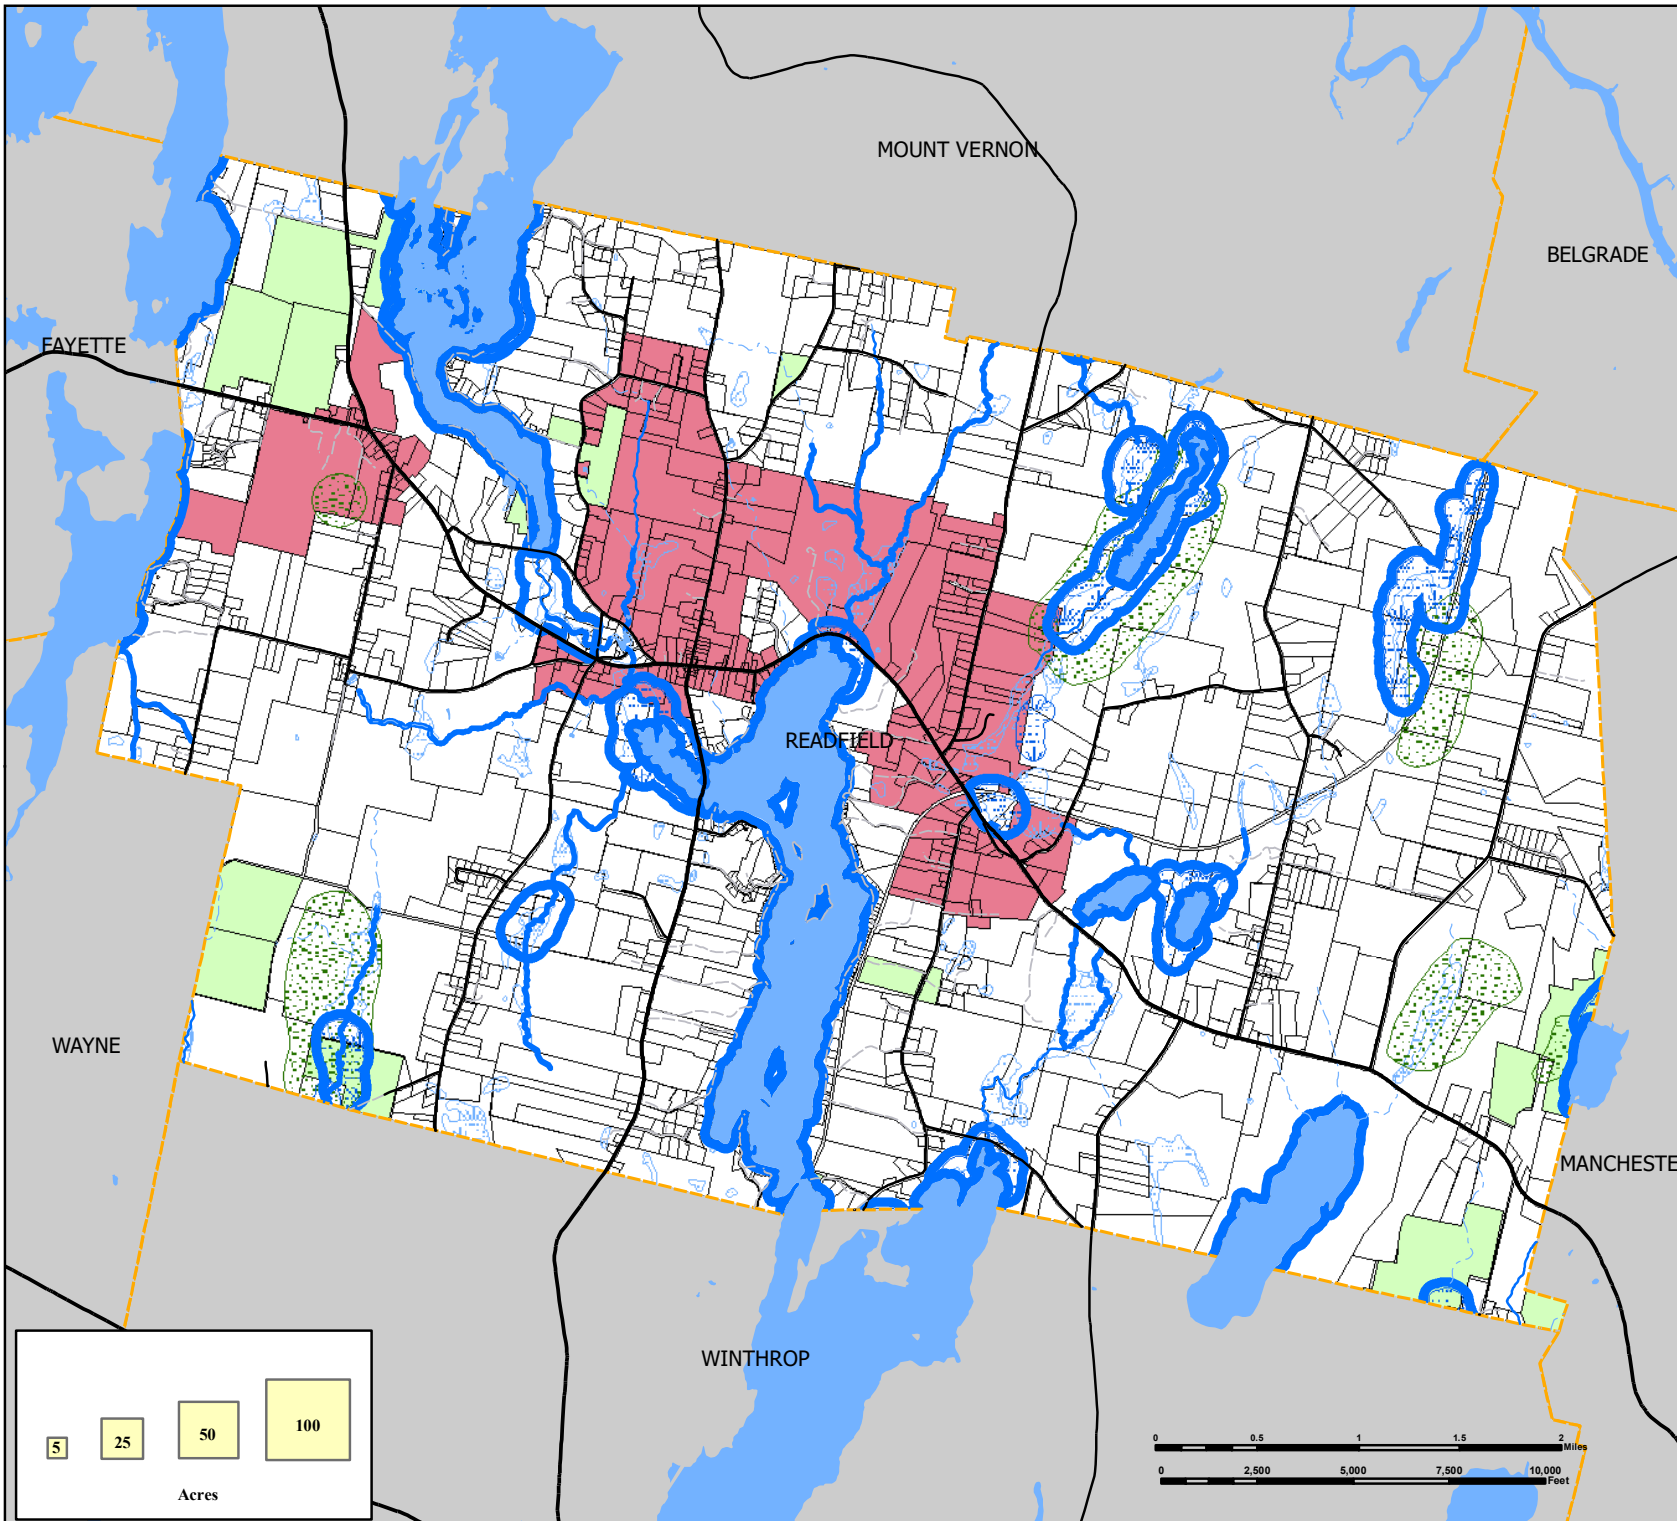 MOUNT VERNON
BELGRADE
FAYETTE
READFIELD
WAYNE
MANCHESTE
WINTHROP
5
25
50
100
Acres
0 0.5 1 1.5 2
Miles
0 2,500 5,000 7,500 10,000
Feet